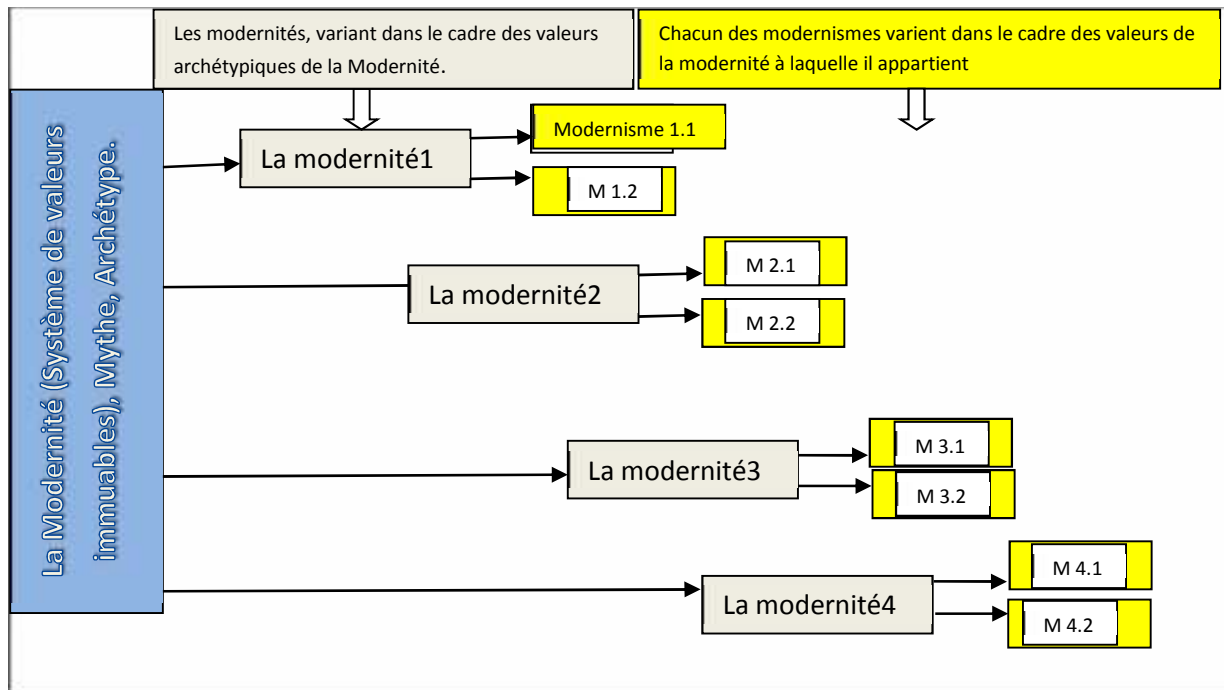 Les modernités, variant dans le cadre des valeurs
archétypiques de la Modernité.
Chacun des modernismes varient dans le cadre des valeurs de
la modernité à laquelle il appartient
La Modernité (Système de valeurs
immuables), Mythe, Archétype.
La modernité1
Modernisme 1.1
M 1.2
La modernité2
M 2.1
M 2.2
La modernité3
M 3.1
M 3.2
La modernité4
M 4.1
M 4.2